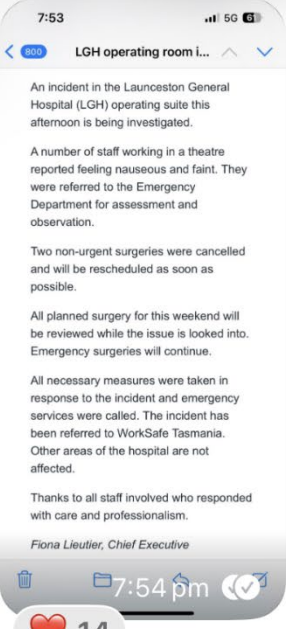 7:53
5G 6
800 LGH operating room i...
An incident in the Launceston General
Hospital (LGH) operating suite this
afternoon is being investigated.
A number of staff working in a theatre
reported feeling nauseous and faint. They
were referred to the Emergency
Department for assessment and
observation.
Two non-urgent surgeries were cancelled
and will be rescheduled as soon as
possible.
All planned surgery for this weekend will
be reviewed while the issue is looked into.
Emergency surgeries will continue.
All necessary measures were taken in
response to the incident and emergency
services were called. The incident has
been referred to WorkSafe Tasmania.
Other areas of the hospital are not
affected.
Thanks to all staff involved who responded
with care and professionalism.
Fiona Lieutier, Chief Executive
7:54 pm
14